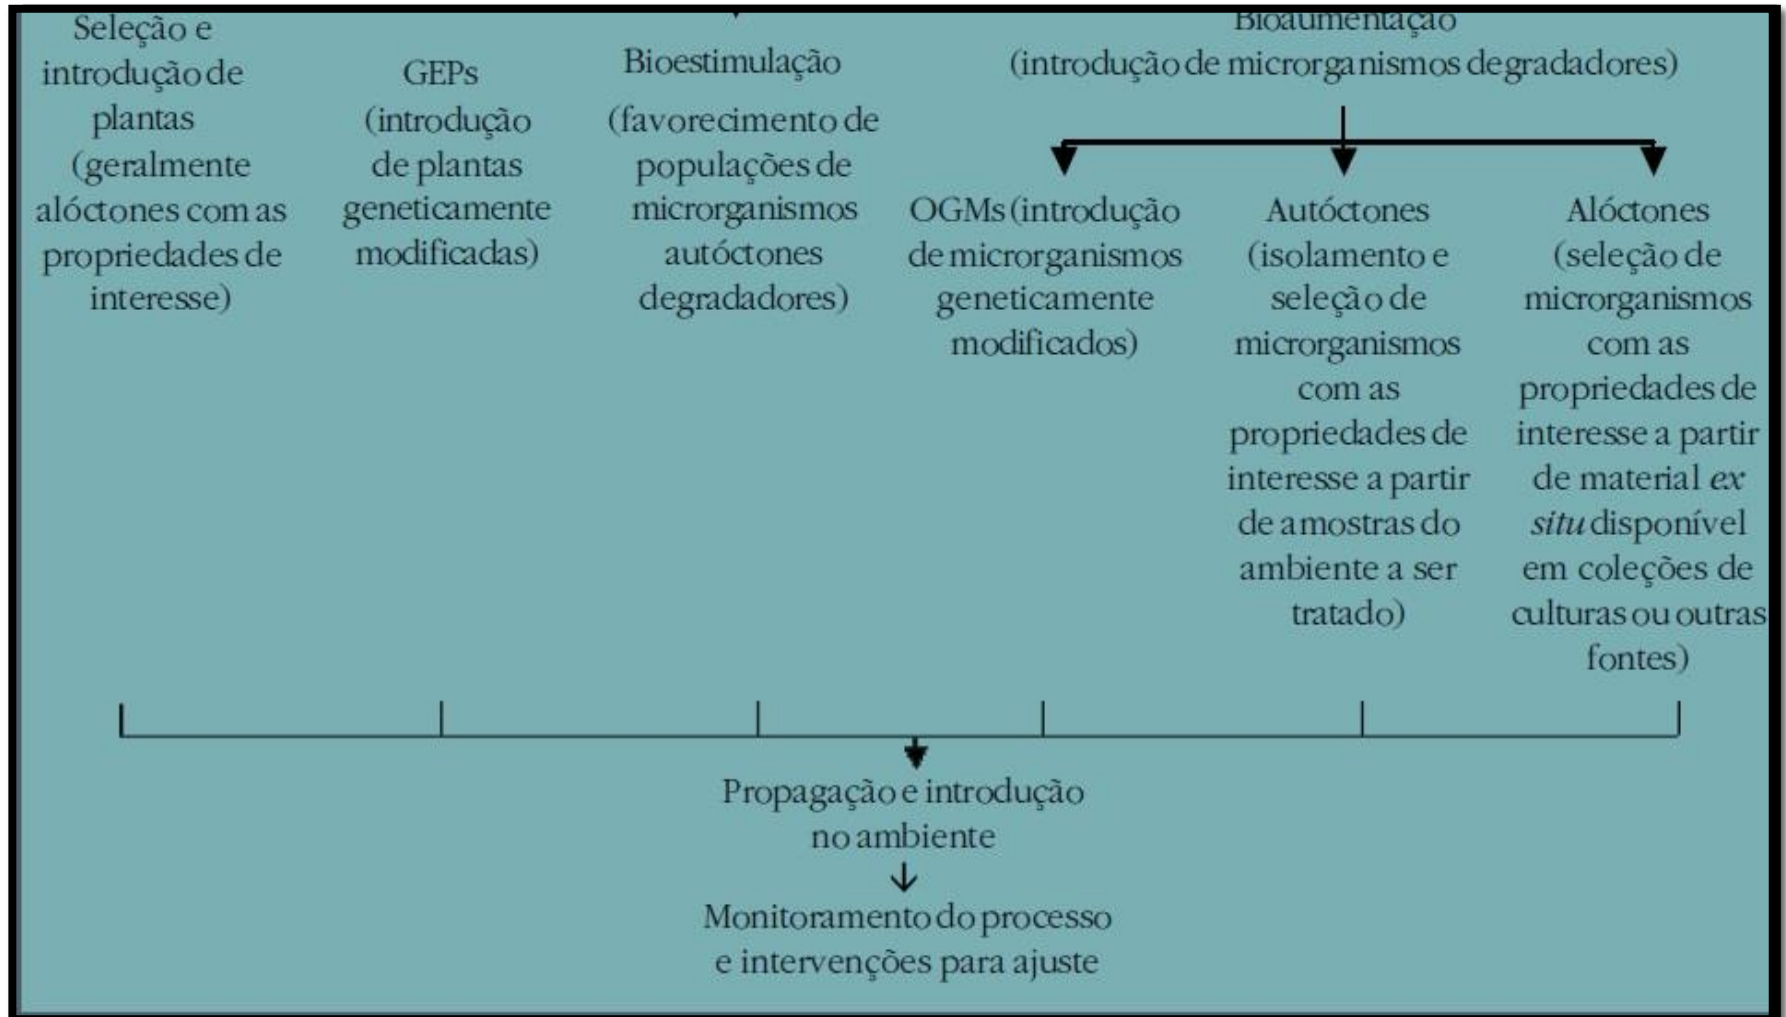 Seleção e
introdução de
plantas
(geralmente
alóctones com as
propriedades de
interesse)
GEPs
(introdução
de plantas
geneticamente
modificadas)
Bioestimulação
(favorecimento de
populações de
microrganismos
autóctones
degradadores)
Bioaumentação
(introdução de microrganismos degradadores)
OGMs (introdução
de microrganismos
geneticamente
modificados)
Autóctones
(isolamento e
seleção de
microrganismos
com as
propriedades de
interesse a partir
de amostras do
ambiente a ser
tratado)
Alóctones
(seleção de
microrganismos
com as
propriedades de
interesse a partir
de material ex
situ disponível
em coleções de
culturas ou outras
fontes)
Propagação e introdução
no ambiente
Monitoramento do processo
e intervenções para ajuste